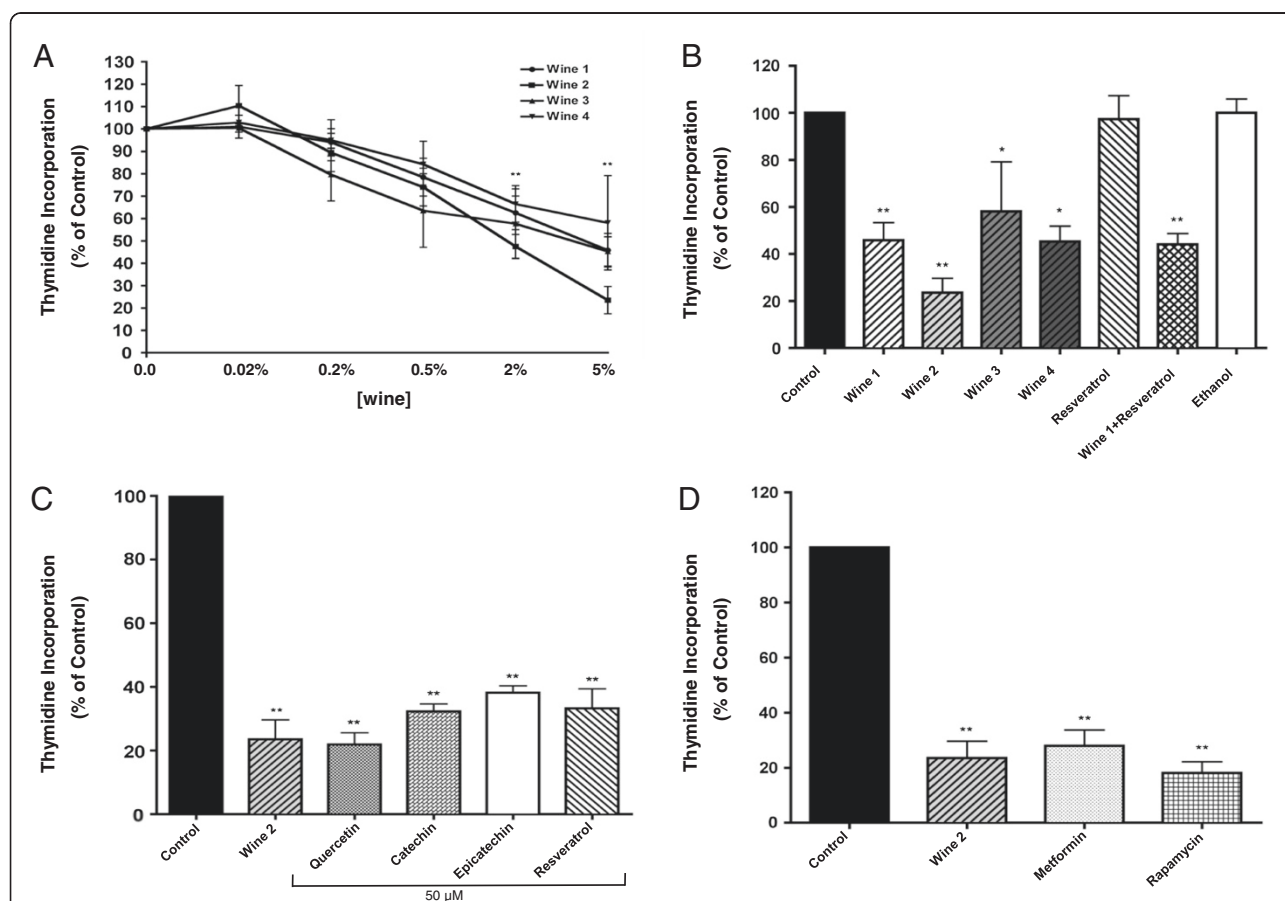 A
Thymidine Incorporation
(% of Control)
130
120
110
100
90
80
70
60
50
40
30
20
10
0
0.0
0.02%
0.2%
0.5%
2%
5%
[wine]
Wine 1
Wine 2
Wine 3
Wine 4
**
**
B
Thymidine Incorporation
(% of Control)
120
100
80
60
40
20
0
**
**
*
*
**
Control
Wine 1
Wine 2
Wine 3
Wine 4
Resveratrol
Wine 1+Resveratrol
Ethanol
C
Thymidine Incorporation
(% of Control)
100
80
60
40
20
0
**
**
**
**
**
Control
Wine 2
Quercetin
Catechin
Epicatechin
Resveratrol
50 µM
D
Thymidine Incorporation
(% of Control)
120
100
80
60
40
20
0
**
**
**
Control
Wine 2
Metformin
Rapamycin